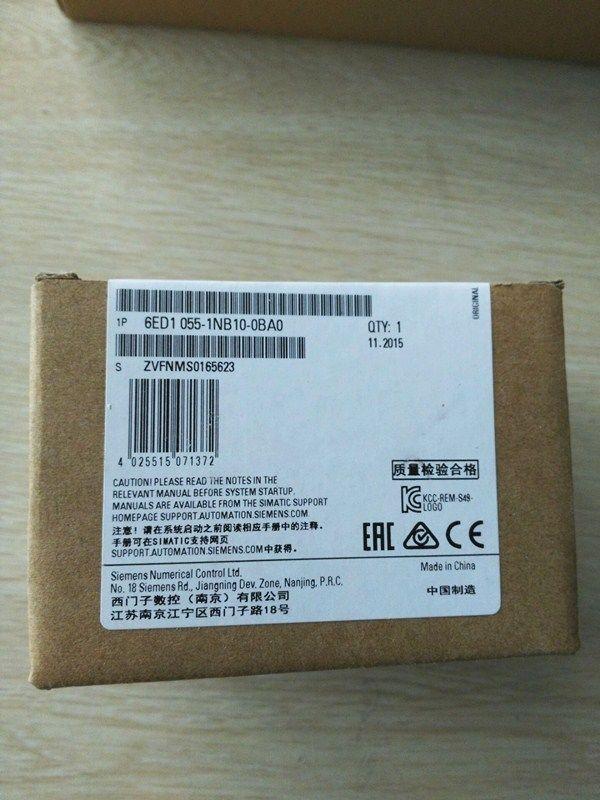 ORIGINAL
1P 6ED1 055-1NB10-0BA0
QTY: 1
11.2015
S ZVFNMS0165623
4 025515 071372
质量检验合格
CAUTION! PLEASE READ THE NOTES IN THE
RELEVANT MANUAL BEFORE SYSTEM STARTUP.
MANUALS ARE AVAILABLE FROM THE SIMATIC SUPPORT
HOMEPAGE SUPPORT.AUTOMATION.SIEMENS.COM
注意！请在系统启动之前阅读相应手册中的注释。
手册可在SIMATIC支持网页
SUPPORT.AUTOMATION.SIEMENS.COM中获得。
KCC-REM-S49-
LOGO
EAC CE
Siemens Numerical Control Ltd.
No. 18 Siemens Rd., Jiangning Dev. Zone, Nanjing, P.R.C.
西门子数控（南京）有限公司
江苏南京江宁区西门子路18号
Made in China
中国制造